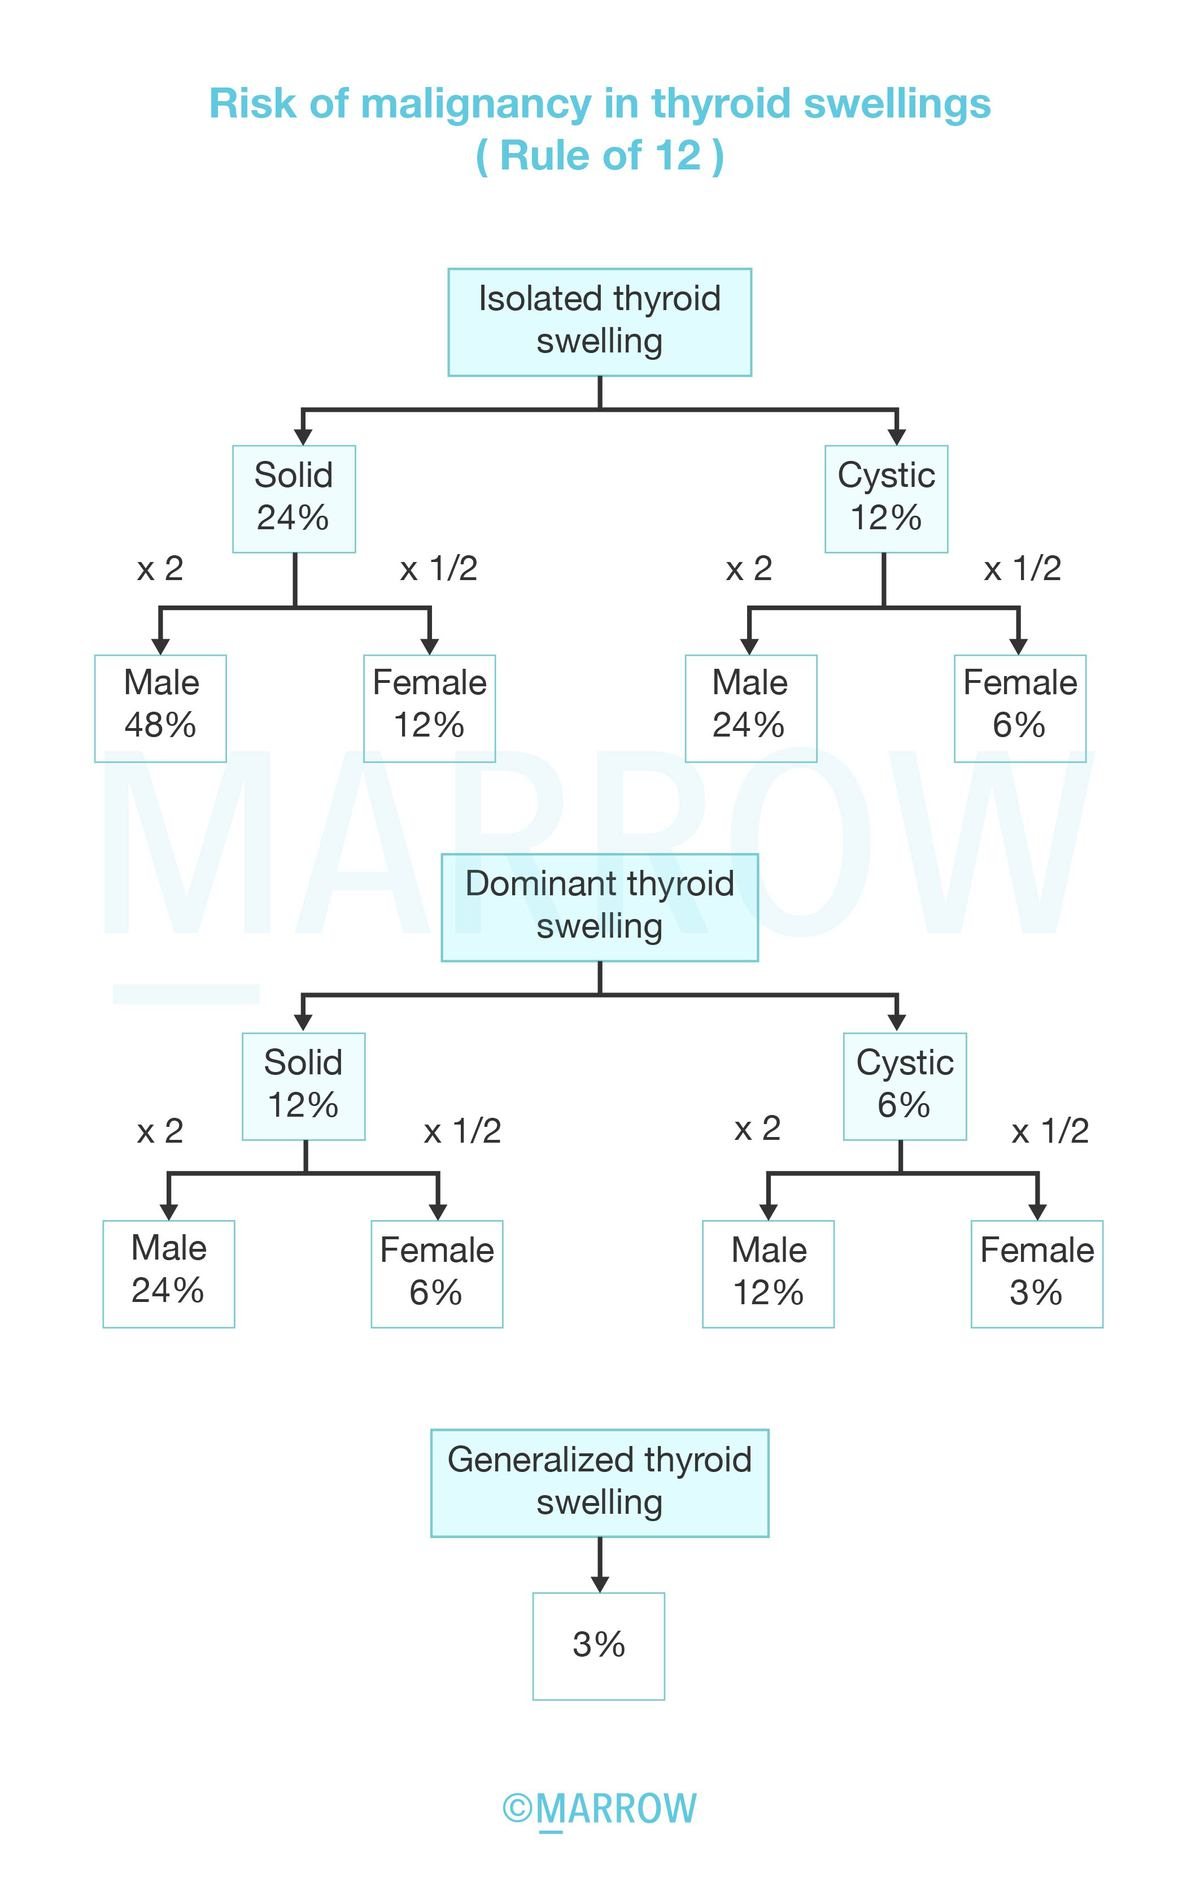 Risk of malignancy in thyroid swellings
( Rule of 12 )
Isolated thyroid
swelling
Solid
24%
Cystic
12%
x 2
x 1/2
x 2
x 1/2
Male
48%
Female
12%
Male
24%
Female
6%
MARROW
Dominant thyroid
swelling
Solid
12%
Cystic
6%
x 2
x 1/2
x 2
x 1/2
Male
24%
Female
6%
Male
12%
Female
3%
Generalized thyroid
swelling
3%
©MARROW